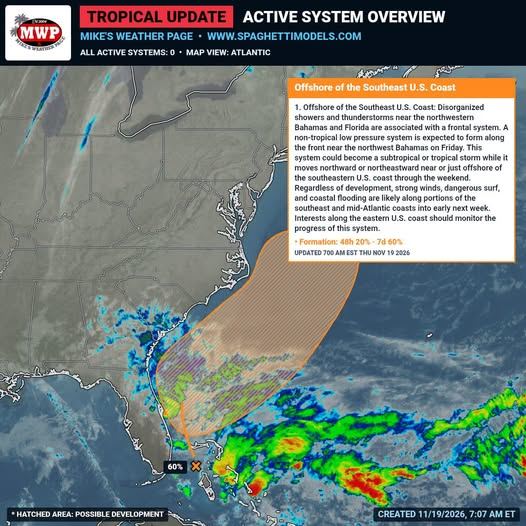 EST 2004
MWP
MIKE'S WEATHER PAGE
TROPICAL UPDATE ACTIVE SYSTEM OVERVIEW
MIKE'S WEATHER PAGE • WWW.SPAGHETTIMODELS.COM
ALL ACTIVE SYSTEMS: 0 • MAP VIEW: ATLANTIC
Offshore of the Southeast U.S. Coast
1. Offshore of the Southeast U.S. Coast: Disorganized
showers and thunderstorms near the northwestern
Bahamas and Florida are associated with a frontal system. A
non-tropical low pressure system is expected to form along
the front near the northwest Bahamas on Friday. This
system could become a subtropical or tropical storm while it
moves northward or northeastward near or just offshore of
the southeastern U.S. coast through the weekend.
Regardless of development, strong winds, dangerous surf,
and coastal flooding are likely along portions of the
southeast and mid-Atlantic coasts into early next week.
Interests along the eastern U.S. coast should monitor the
progress of this system.
• Formation: 48h 20% - 7d 60%
UPDATED 700 AM EST THU NOV 19 2026
60%
* HATCHED AREA: POSSIBLE DEVELOPMENT
CREATED 11/19/2026, 7:07 AM ET